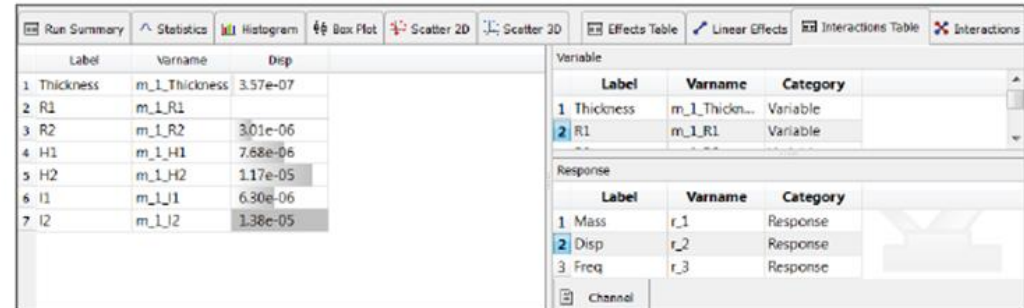 Run Summary Statistics Histogram Box Plot Scatter 2D Scatter 3D Effects Table Linear Effects Interactions Table Interactions
Label Varname Disp
1 Thickness m_1_Thickness 3.57e-07
2 R1 m_1_R1
3 R2 m_1_R2 3.01e-06
4 H1 m_1_H1 7.68e-06
5 H2 m_1_H2 1.17e-05
6 I1 m_1_I1 6.30e-06
7 I2 m_1_I2 1.38e-05
Variable
Label Varname Category
1 Thickness m_1_Thickn... Variable
2 R1 m_1_R1 Variable
Response
Label Varname Category
1 Mass r_1 Response
2 Disp r_2 Response
3 Freq r_3 Response
Channel